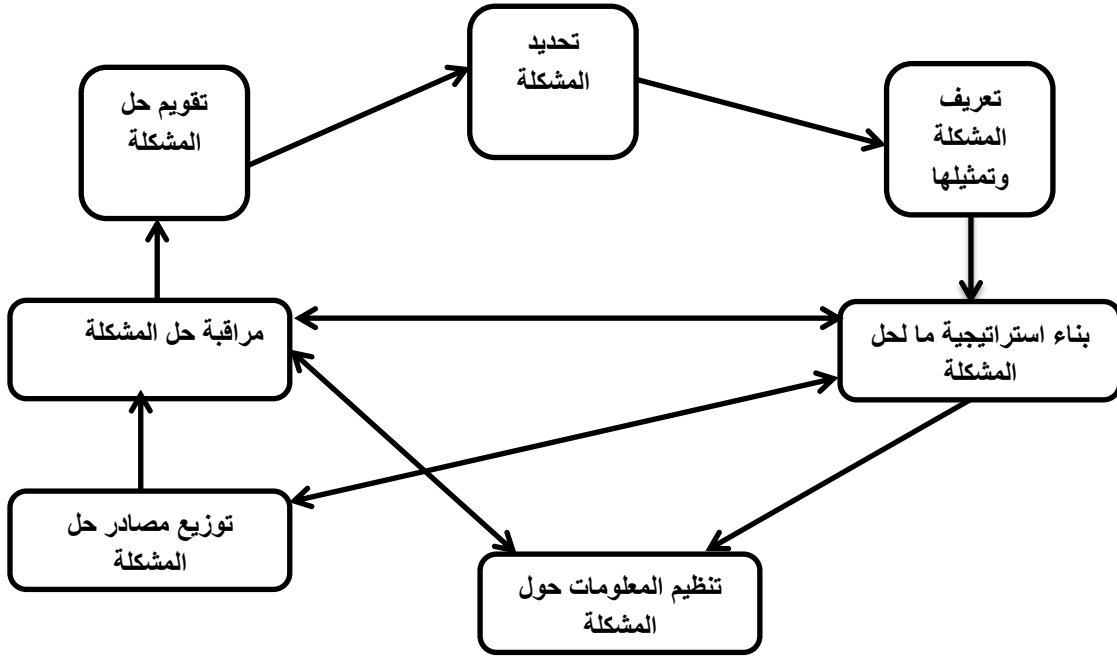 تحديد
المشكلة
تعريف
المشكلة
وتمثيلها
تقويم حل
المشكلة
بناء استراتيجية ما لحل
المشكلة
مراقبة حل المشكلة
توزيع مصادر حل
المشكلة
تنظيم المعلومات حول
المشكلة